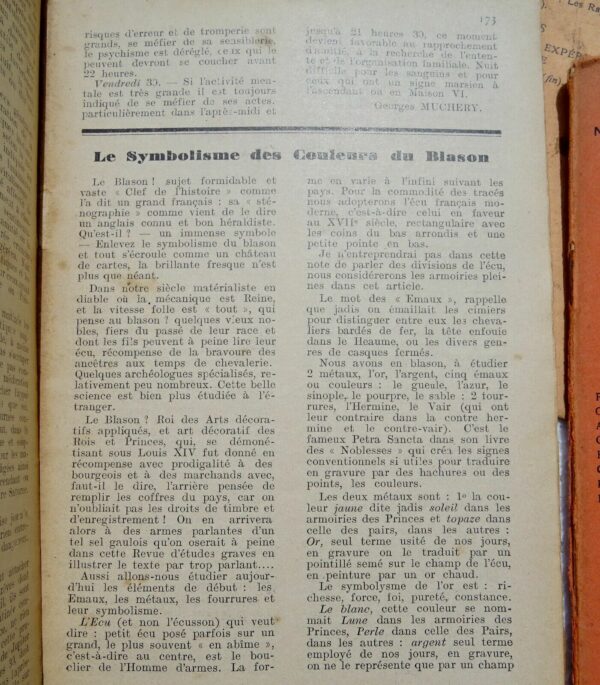 173
risques d'erreur et de tromperie sont
grands, se méfier de sa sensiblerie,
le psychisme est déréglé, ceux qui le
peuvent devront se coucher avant
22 heures.
Vendredi 30. — Si l'activité men-
tale est très grande il est toujours
indiqué de se méfier de ses actes,
particulièrement dans l'après-midi et
jusqu'à 21 heures 30, ce moment
devient favorable au rapprochement
d'amitié, à la recherche de l'enten-
te et de l'organisation familiale. Nuit
difficile pour les sanguins et pour
ceux qui ont un signe marsien à
l'ascendant ou en Maison VI.
Georges MUCHERY.
Le Symbolisme des Couleurs du Blason
Le Blason ! sujet formidable et
vaste « Clef de l'histoire » comme
l'a dit un grand français : sa « sté-
nographie » comme vient de le dire
un anglais connu et bon héraldiste.
Qu'est-il ? — un immense symbole
— Enlevez le symbolisme du blason
et tout s'écroule comme un château
de cartes, la brillante fresque n'est
plus que néant.
Dans notre siècle matérialiste en
diable où la mécanique est Reine,
et la vitesse folle est « tout », qui
pense au blason ? quelques vieux no-
bles, fiers du passé de leur race et
dont les fils peuvent à peine lire leur
écu, récompense de la bravoure des
ancêtres aux temps de chevalerie.
Quelques archéologues spécialisés, re-
lativement peu nombreux. Cette belle
science est bien plus étudiée à l'é-
tranger.
Le Blason ? Roi des Arts décora-
tifs appliqués, et art décoratif des
Rois et Princes, qui, se démoné-
tisant sous Louis XIV fut donné en
récompense avec prodigalité à des
bourgeois et à des marchands avec,
faut-il le dire, l'arrière pensée de
remplir les coffres du pays, car on
n'oubliait pas les droits de timbre et
d'enregistrement ! On en arrivera
alors à des armes parlantes d'un
tel sel gaulois qu'on oserait à peine
dans cette Revue d'études graves en
illustrer le texte par trop parlant....
Aussi allons-nous étudier aujour-
d'hui les éléments de début : les
Emaux, les métaux, les fourrures et
leur symbolisme.
L'Ecu (et non l'écusson) qui veut
dire : petit écu posé parfois sur un
grand, le plus souvent « en abîme »,
c'est-à-dire au centre, est le bou-
clier de l'Homme d'armes. La for-
me en varie à l'infini suivant les
pays. Pour la commodité des tracés
nous adopterons l'écu français mo-
derne, c'est-à-dire celui en faveur
au XVIIe siècle, rectangulaire avec
les coins du bas arrondis et une
petite pointe en bas.
Je n'entreprendrai pas dans cette
note de parler des divisions de l'écu,
nous considérerons les armoiries plei-
nes dans cet article.
Le mot des « Emaux », rappelle
que jadis on émaillait les cimiers
pour distinguer entre eux les cheva-
liers bardés de fer, la tête enfouie
dans le Heaume, ou les divers gen-
res de casques fermés.
Nous avons en blason, à étudier
2 métaux, l'or, l'argent, cinq émaux
ou couleurs : le gueule, l'azur, le
sinople, le pourpre, le sable : 2 four-
rures, l'Hermine, le Vair (qui ont
leur contraire dans la contre her-
mine et le contre-vair). C'est le
fameux Petra Sancta dans son livre
des « Noblesses » qui créa les signes
conventionnels si utiles pour traduire
en gravure par des hachures ou des
points, les couleurs.
Les deux métaux sont : 1° la cou-
leur jaune dite jadis soleil dans les
armoiries des Princes et topaze dans
celles des pairs, dans les autres :
Or, seul terme usité de nos jours,
en gravure on le traduit par un
pointillé semé sur le champ de l'écu,
en peinture par un or chaud.
Le symbolysme de l'or est : ri-
chesse, force, foi, pureté, constance.
Le blanc, cette couleur se nom-
mait Lune dans les armoiries des
Princes, Perle dans celle des Pairs,
dans les autres : argent seul terme
employé de nos jours, en gravure,
on ne le représente que par un champ